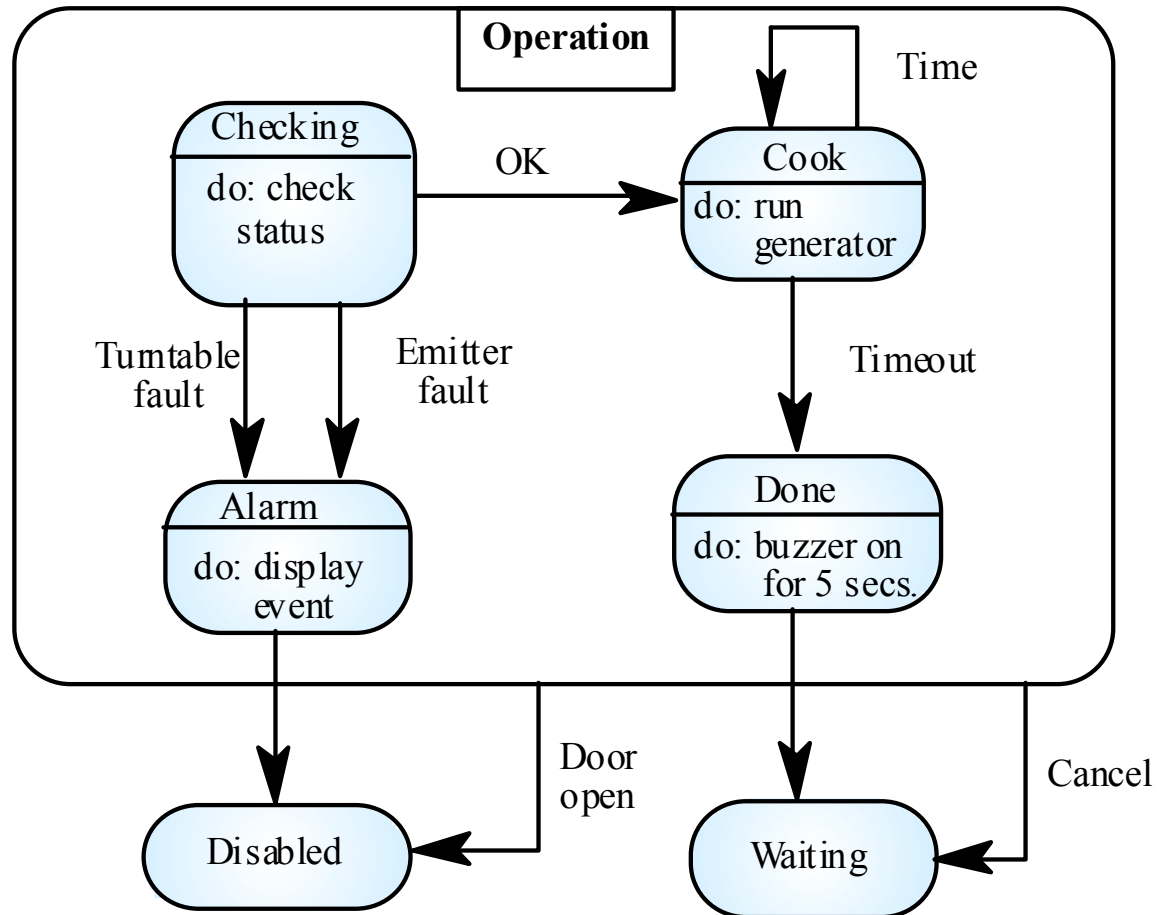 Operation
Time
Checking
do: check
status
OK
Cook
do: run
generator
Turntable
fault
Emitter
fault
Timeout
Alarm
do: display
event
Done
do: buzzer on
for 5 secs.
Door
open
Cancel
Disabled
Waiting